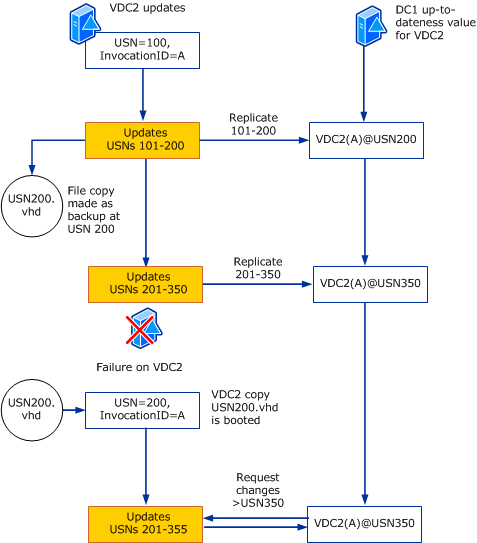 VDC2 updates
DC1 up-to-
dateness value
for VDC2
USN=100,
InvocationID=A
Updates
USNs 101-200
Replicate
101-200
VDC2(A)@USN200
USN200.
vhd
File copy
made as
backup at
USN 200
Updates
USNs 201-350
Replicate
201-350
VDC2(A)@USN350
Failure on VDC2
USN200.
vhd
USN=200,
InvocationID=A
VDC2 copy
USN200.vhd
is booted
Request
changes
>USN350
Updates
USNs 201-355
VDC2(A)@USN350